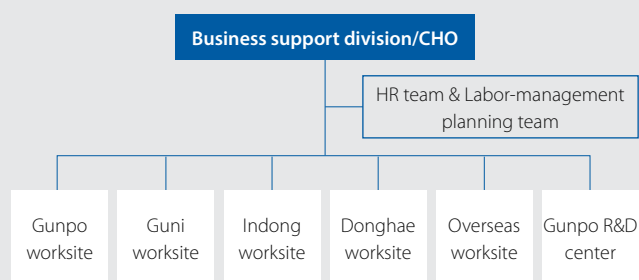 Business support division/CHO
HR team & Labor-management
planning team
Gunpo
worksite
Guni
worksite
Indong
worksite
Donghae
worksite
Overseas
worksite
Gunpo R&D
center